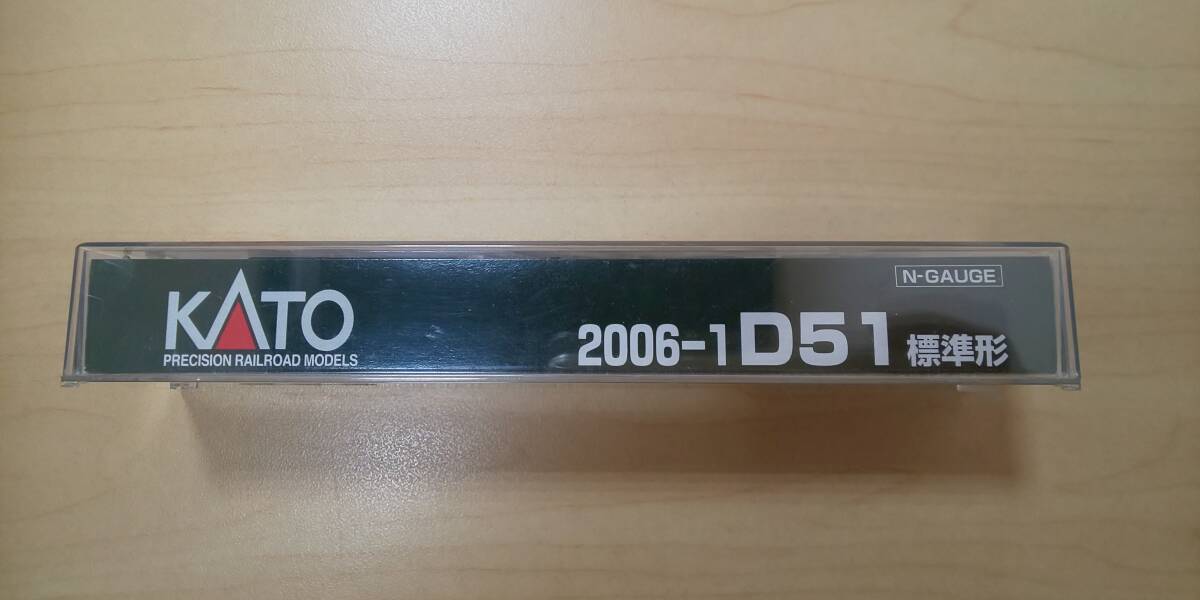 KATO
PRECISION RAILROAD MODELS
N-GAUGE
2006-1 D51 標準形